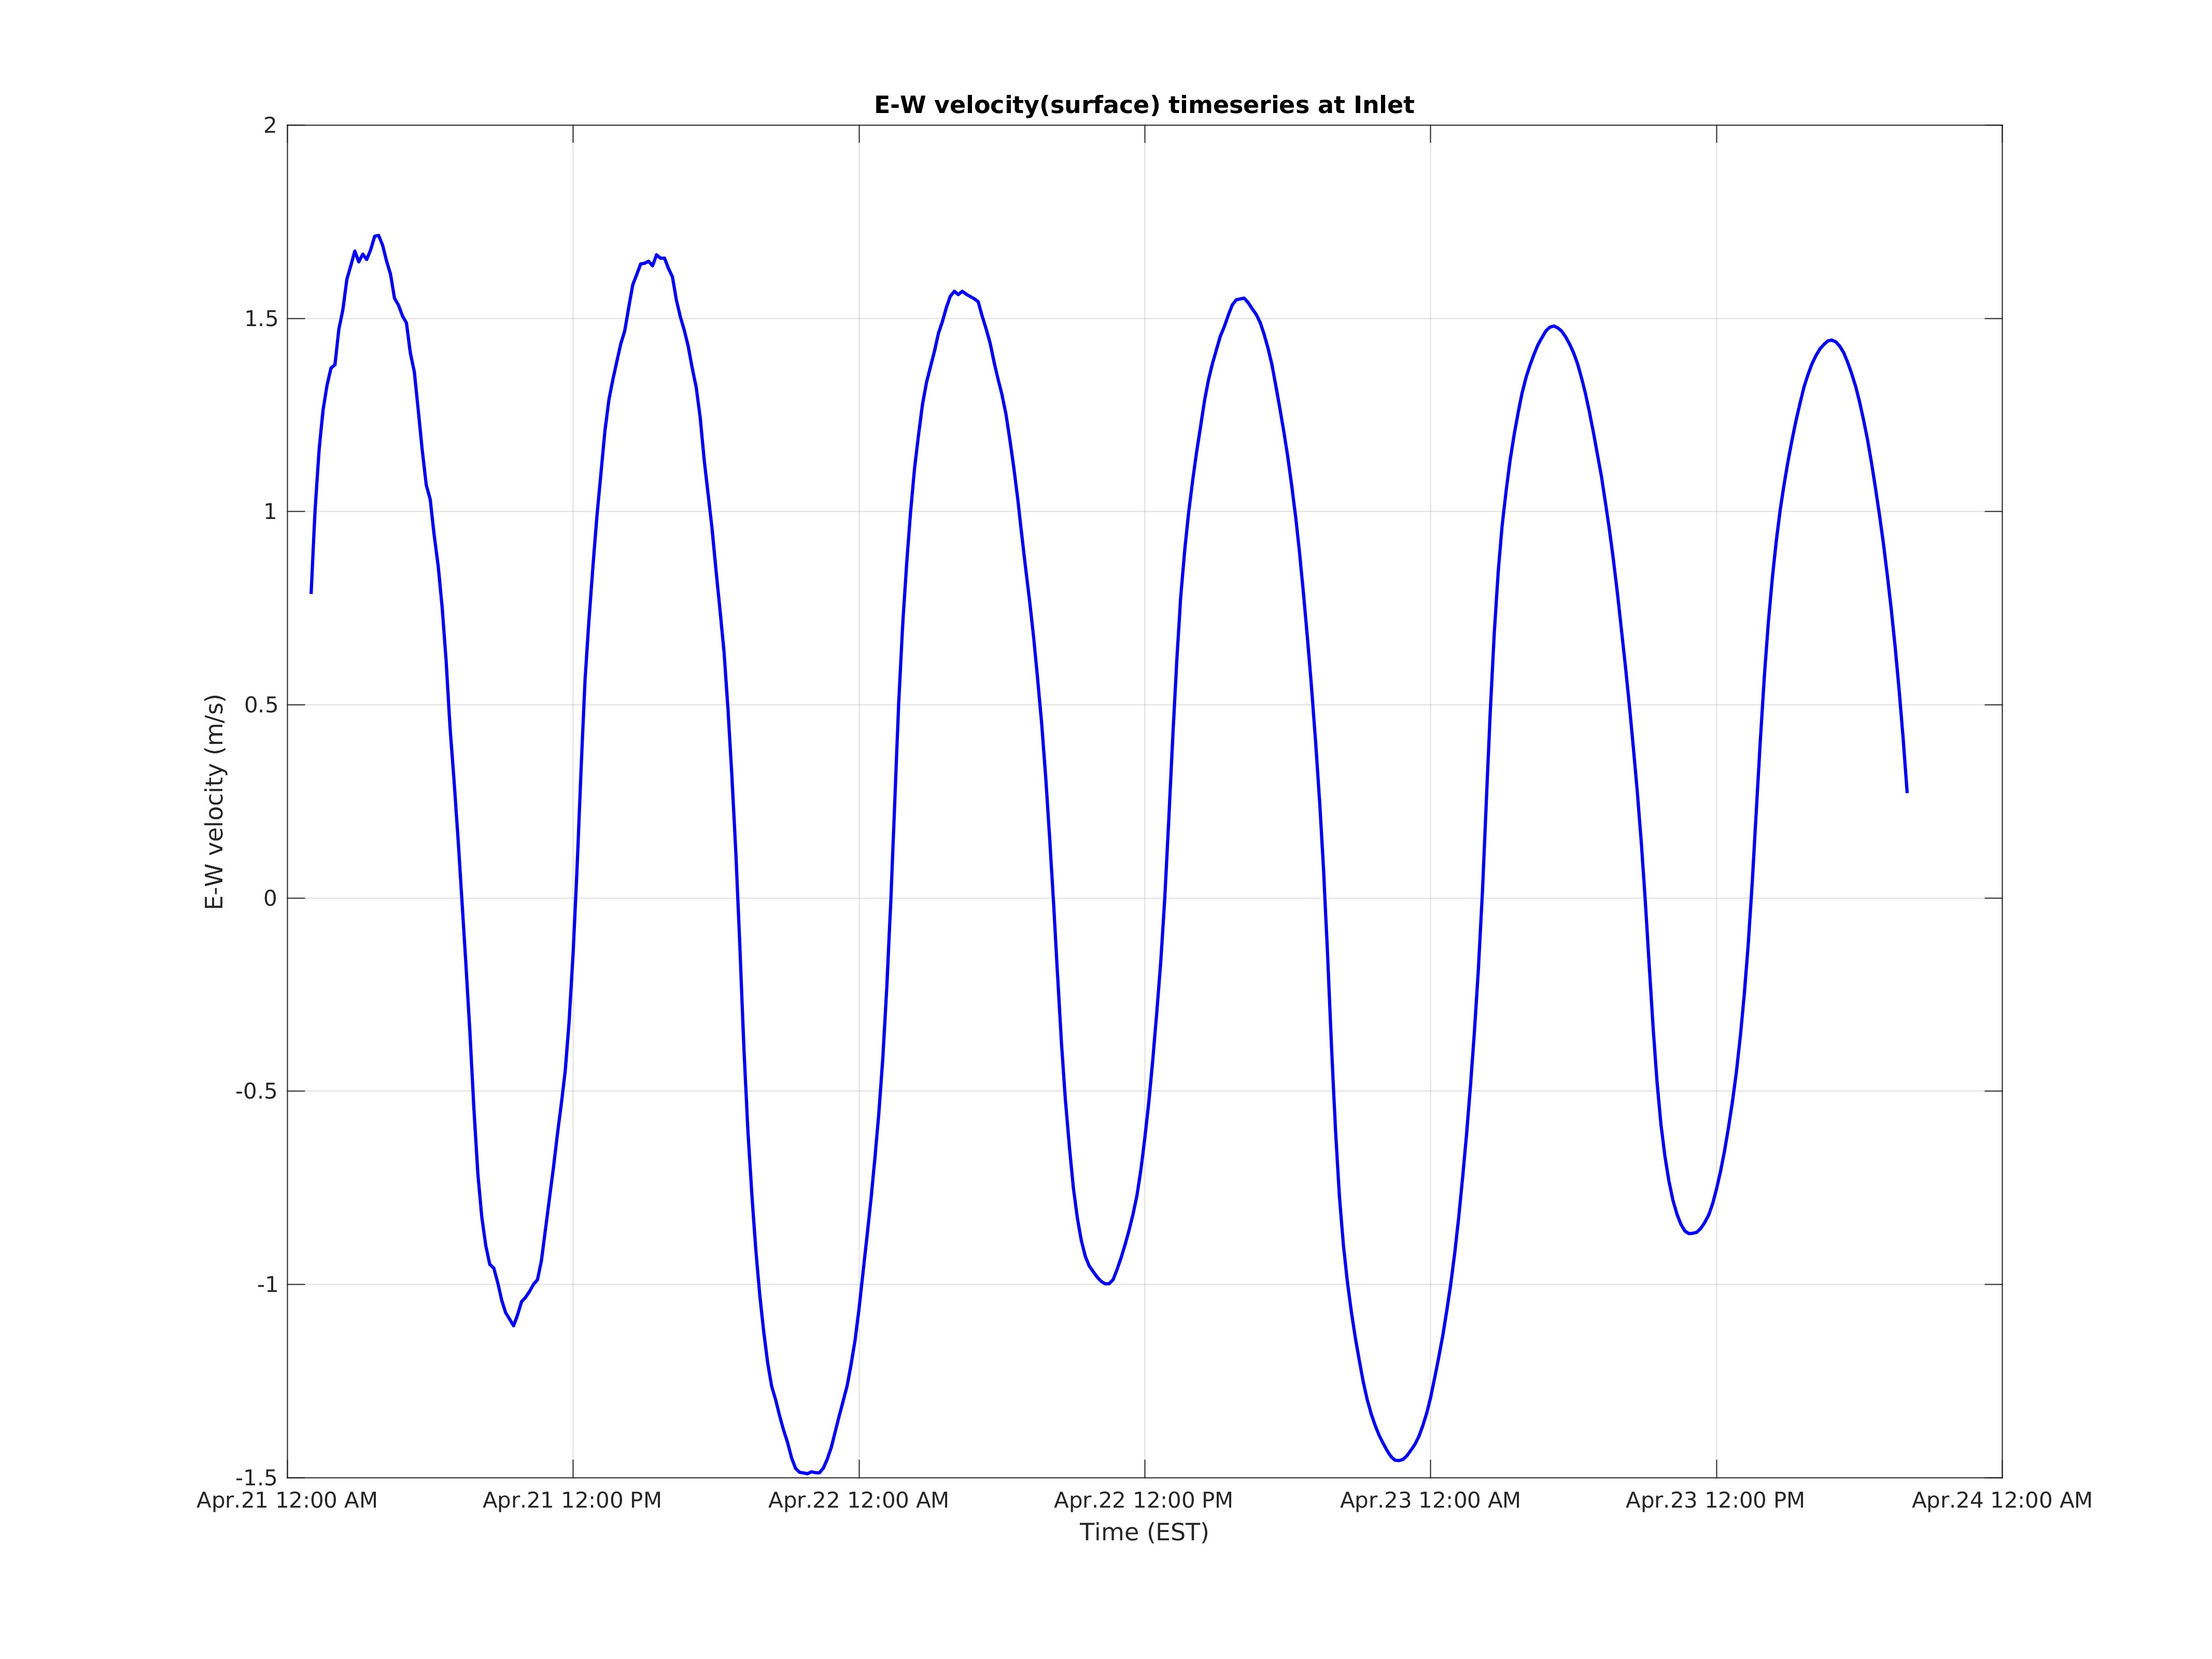 E-W velocity(surface) timeseries at Inlet
2
1.5
1
0.5
0
-0.5
-1
-1.5
E-W velocity (m/s)
Apr.21 12:00 AM
Apr.21 12:00 PM
Apr.22 12:00 AM
Apr.22 12:00 PM
Apr.23 12:00 AM
Apr.23 12:00 PM
Apr.24 12:00 AM
Time (EST)